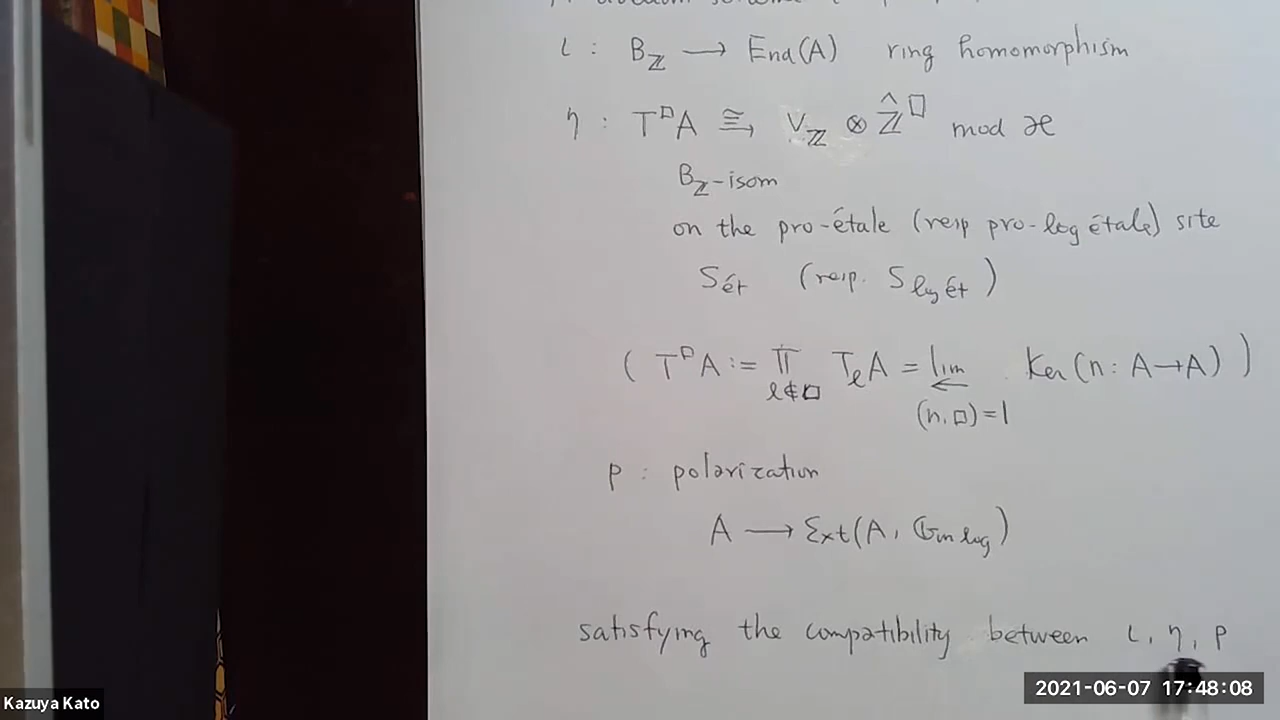 ι : B_ℤ → End(A) ring homomorphism
η : T^□A ≅→ V_ℤ ⊗ Ẑ^□ mod ϰ
B_ℤ-isom
on the pro-étale (resp pro-log étale) site
S_ét (resp. S_log ét)
( T^□A := ∏_{ℓ∉□} T_ℓA = lim← _{(n,□)=1} Ker(n : A→A) )
p : polarization
A → Ext(A, 𝔾_m log)
satisfying the compatibility between ι, η, p
2021-06-07 17:48:08
Kazuya Kato